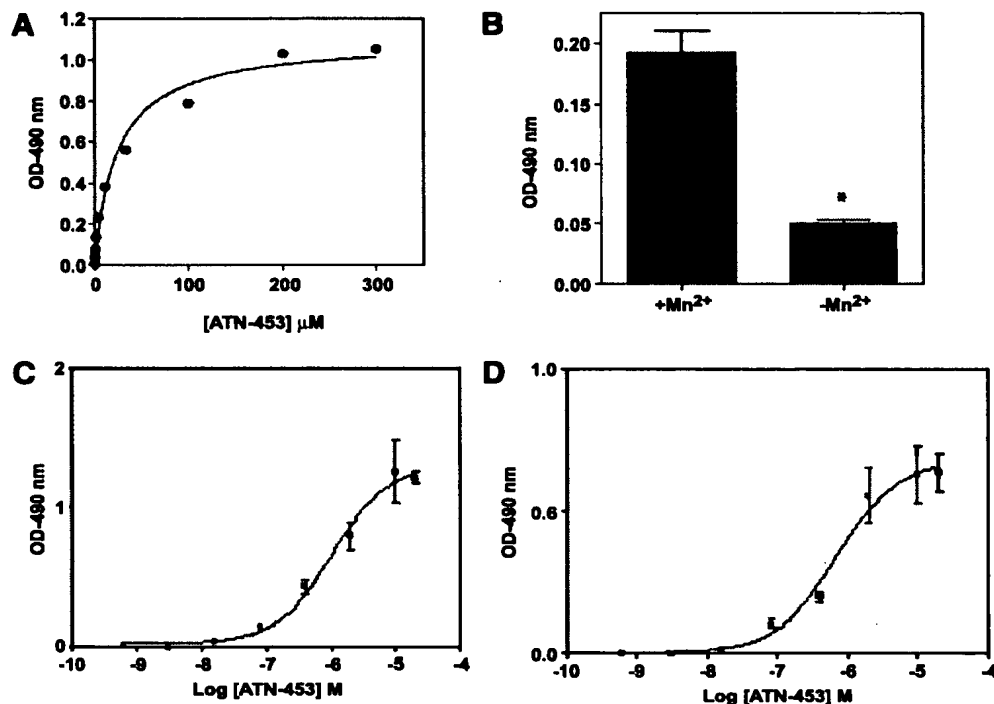 A
1.2
1.0
0.8
0.6
0.4
0.2
0.0
OD-490 nm
0
100
200
300
[ATN-453] µM
B
0.20
0.15
0.10
0.05
0.00
OD-490 nm
*
+Mn2+
-Mn2+
C
2
1
0
OD-490 nm
-10
-9
-8
-7
-6
-5
-4
Log [ATN-453] M
D
1.0
0.6
0.0
OD-490 nm
-10
-9
-8
-7
-6
-5
-4
Log [ATN-453] M